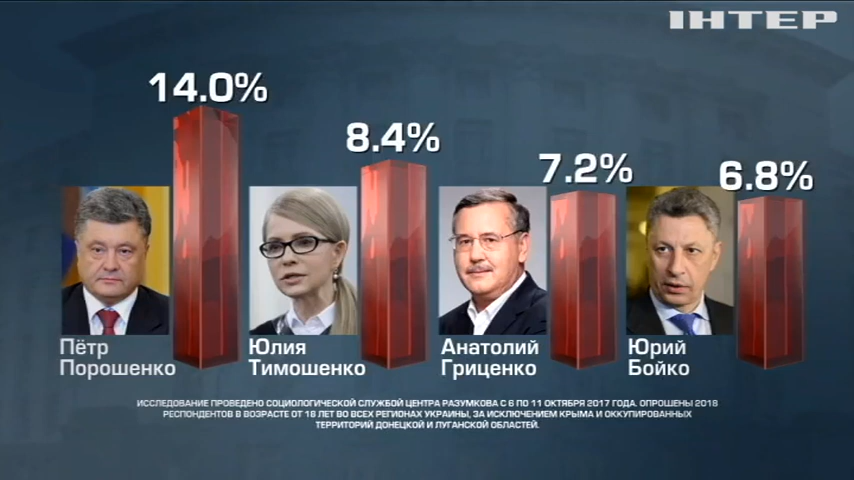 ІНТЕР
14.0%
8.4%
7.2%
6.8%
Пётр
Порошенко
Юлия
Тимошенко
Анатолий
Гриценко
Юрий
Бойко
ИССЛЕДОВАНИЕ ПРОВЕДЕНО СОЦИОЛОГИЧЕСКОЙ СЛУЖБОЙ ЦЕНТРА РАЗУМКОВА С 6 ПО 11 ОКТЯБРЯ 2017 ГОДА. ОПРОШЕНЫ 2018
РЕСПОНДЕНТОВ В ВОЗРАСТЕ ОТ 18 ЛЕТ ВО ВСЕХ РЕГИОНАХ УКРАИНЫ, ЗА ИСКЛЮЧЕНИЕМ КРЫМА И ОККУПИРОВАННЫХ
ТЕРРИТОРИЙ ДОНЕЦКОЙ И ЛУГАНСКОЙ ОБЛАСТЕЙ.